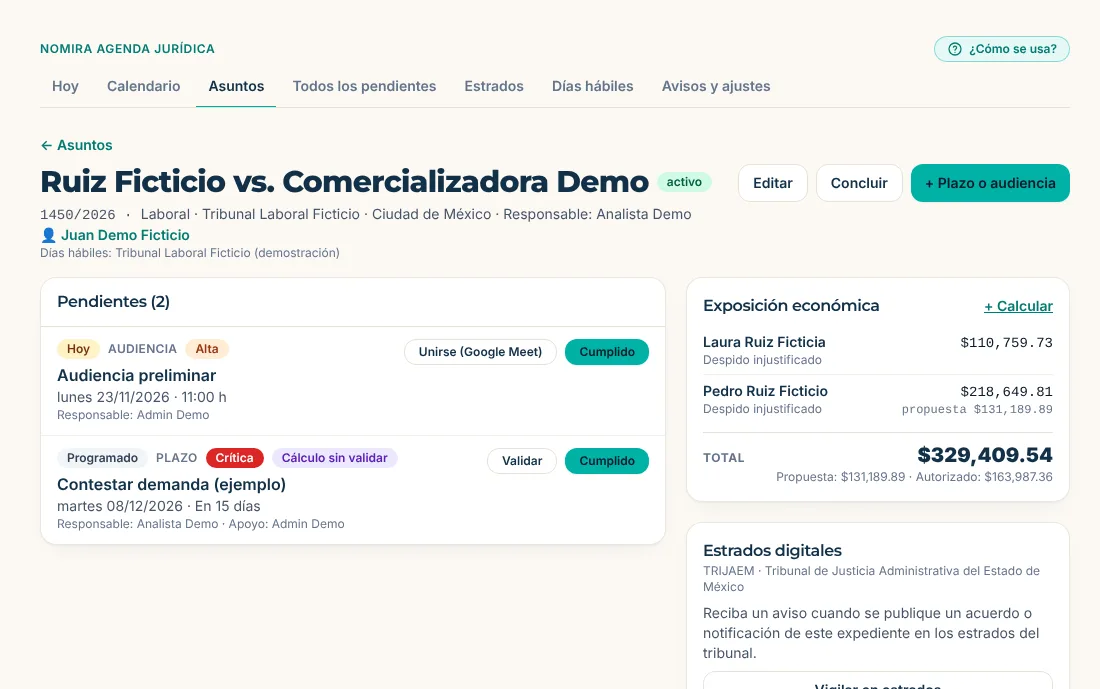 NOMIRA AGENDA JURÍDICA
¿Cómo se usa?
Hoy Calendario Asuntos Todos los pendientes Estrados Días hábiles Avisos y ajustes
← Asuntos
Ruiz Ficticio vs. Comercializadora Demo activo
Editar Concluir + Plazo o audiencia
1450/2026 · Laboral · Tribunal Laboral Ficticio · Ciudad de México · Responsable: Analista Demo
Juan Demo Ficticio
Días hábiles: Tribunal Laboral Ficticio (demostración)
Pendientes (2)
Hoy AUDIENCIA Alta
Unirse (Google Meet) Cumplido
Audiencia preliminar
lunes 23/11/2026 · 11:00 h
Responsable: Admin Demo
Programado PLAZO Crítica Cálculo sin validar
Validar Cumplido
Contestar demanda (ejemplo)
martes 08/12/2026 · En 15 días
Responsable: Analista Demo · Apoyo: Admin Demo
Exposición económica + Calcular
Laura Ruiz Ficticia $110,759.73
Despido injustificado
Pedro Ruiz Ficticio $218,649.81
Despido injustificado propuesta $131,189.89
TOTAL $329,409.54
Propuesta: $131,189.89 · Autorizado: $163,987.36
Estrados digitales
TRIJAEM · Tribunal de Justicia Administrativa del Estado de
México
Reciba un aviso cuando se publique un acuerdo o
notificación de este expediente en los estrados del
tribunal.
Vigilar en estrados